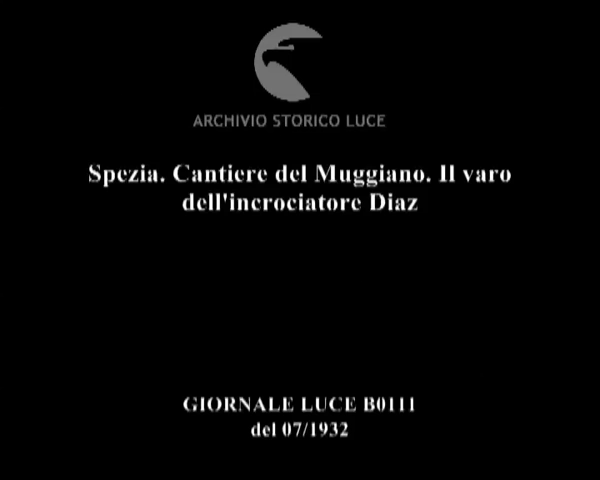 ARCHIVIO STORICO LUCE
Spezia. Cantiere del Muggiano. Il varo
dell'incrociatore Diaz
GIORNALE LUCE B0111
del 07/1932